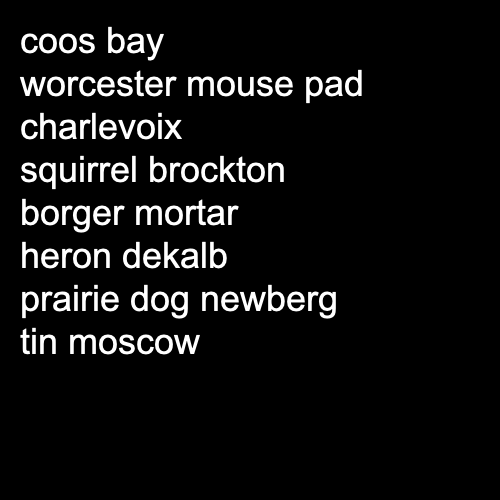 coos bay
worcester mouse pad
charlevoix
squirrel brockton
borger mortar
heron dekalb
prairie dog newberg
tin moscow